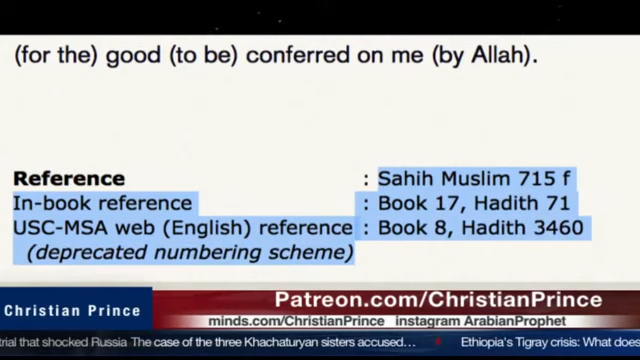 (for the) good (to be) conferred on me (by Allah).
Reference : Sahih Muslim 715 f
In-book reference : Book 17, Hadith 71
USC-MSA web (English) reference : Book 8, Hadith 3460
(deprecated numbering scheme)
Christian Prince
Patreon.com/ChristianPrince
minds.com/ChristianPrince instagram ArabianProphet
trial that shocked Russia The case of the three Khachaturyan sisters accused... Ethiopia's Tigray crisis: What does